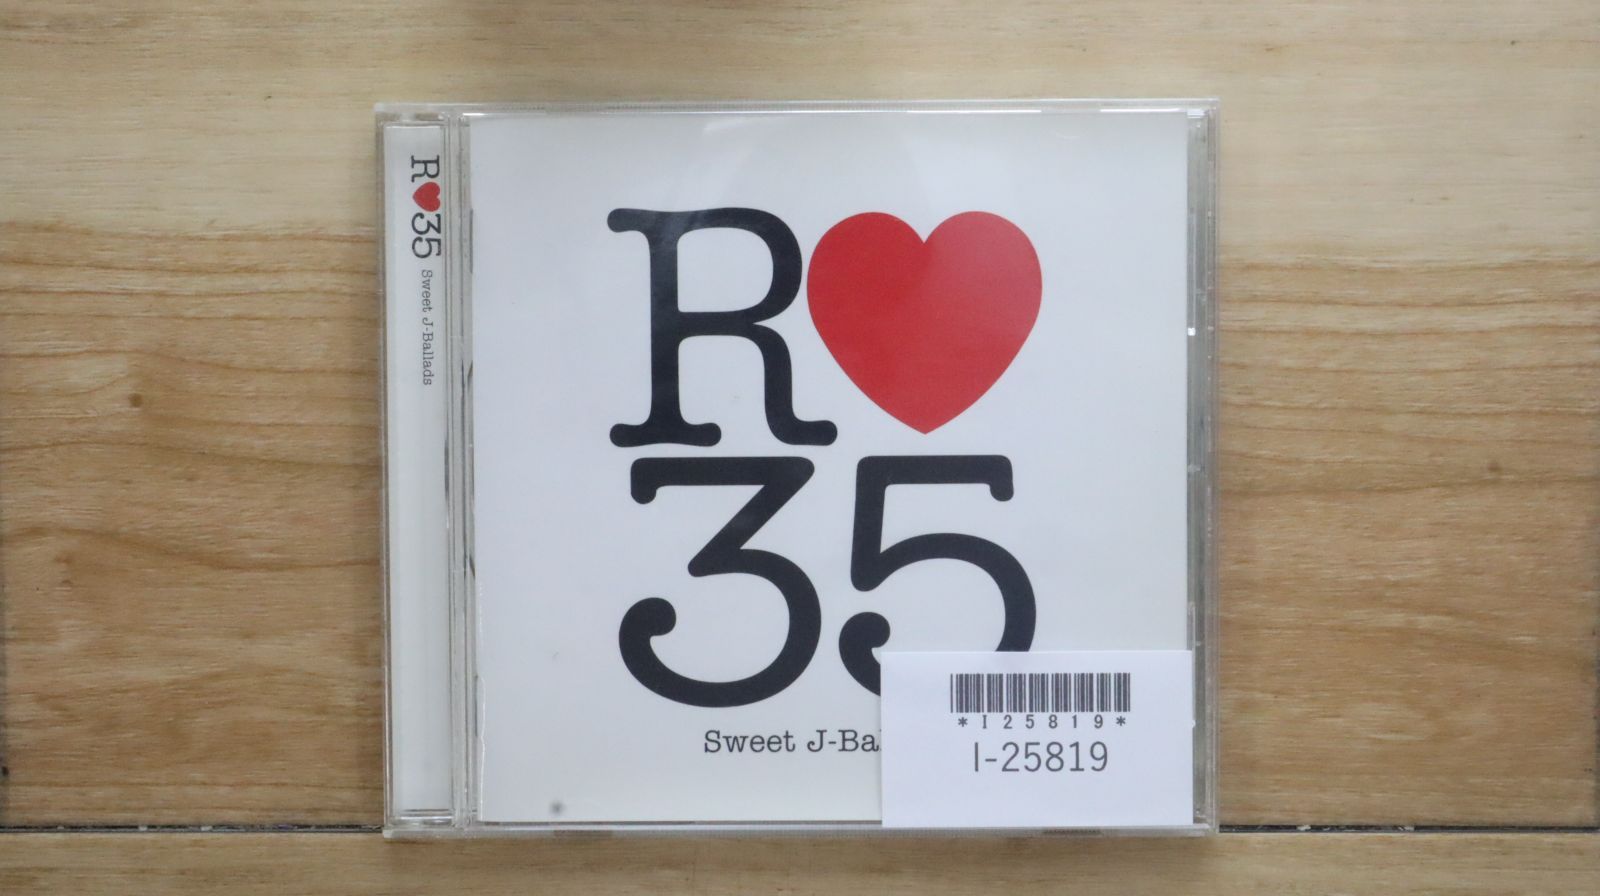 R♥35 Sweet J-Ballads
R♥
35
Sweet J-Bal
*I25819*
I-25819